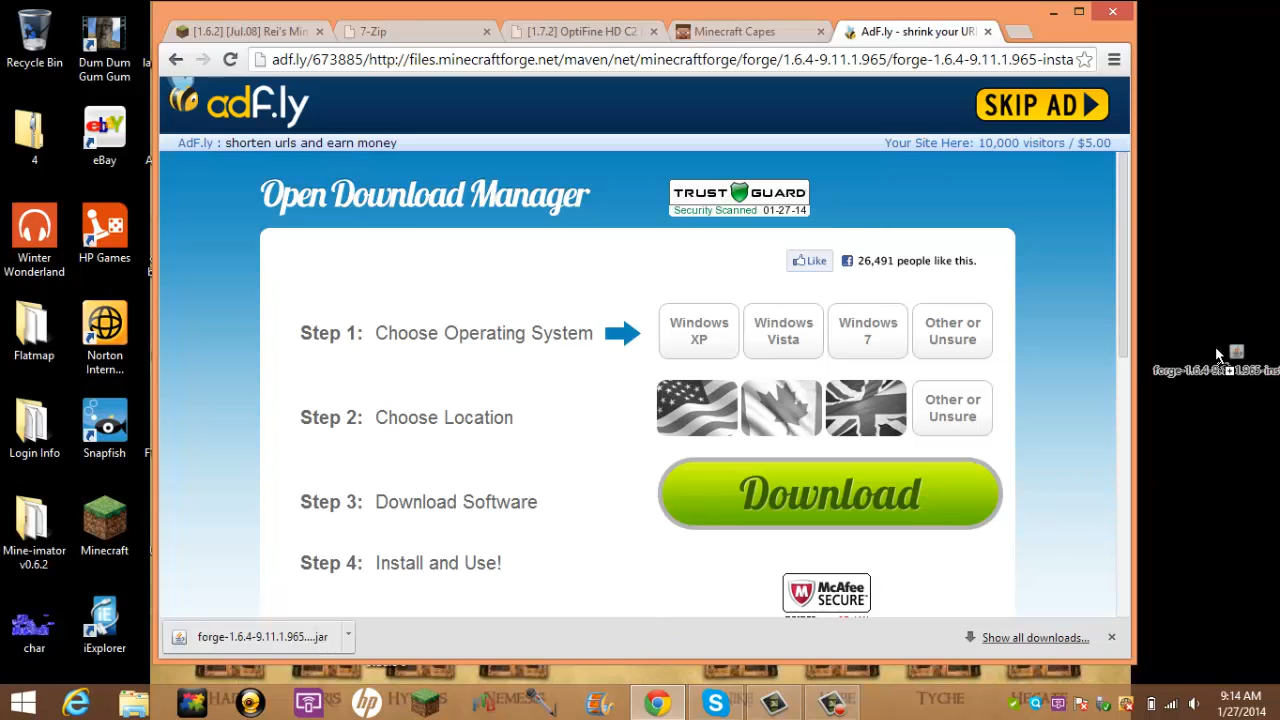 [1.6.2] [Jul.08] Rei's Min
7-Zip
[1.7.2] OptiFine HD C2
Minecraft Capes
AdF.ly - shrink your UR
adf.ly/673885/http://files.minecraftforge.net/maven/net/minecraftforge/forge/1.6.4-9.11.1.965/forge-1.6.4-9.11.1.965-insta
adf.ly
SKIP AD
AdF.ly : shorten urls and earn money
Your Site Here: 10,000 visitors / $5.00
Open Download Manager
TRUST GUARD
Security Scanned 01-27-14
Like
26,491 people like this.
Step 1: Choose Operating System
Windows XP
Windows Vista
Windows 7
Other or Unsure
Step 2: Choose Location
Other or Unsure
Step 3: Download Software
Download
Step 4: Install and Use!
McAfee
SECURE
forge-1.6.4-9.11.1.965....jar
Show all downloads...
Recycle Bin
Dum Dum
Gum Gum
4
eBay
Winter
Wonderland
HP Games
Flatmap
Norton
Intern...
Login Info
Snapfish
Mine-imator
v0.6.2
Minecraft
char
iExplorer
NEMESIS
TYCHE
HECATE
9:14 AM
1/27/2014